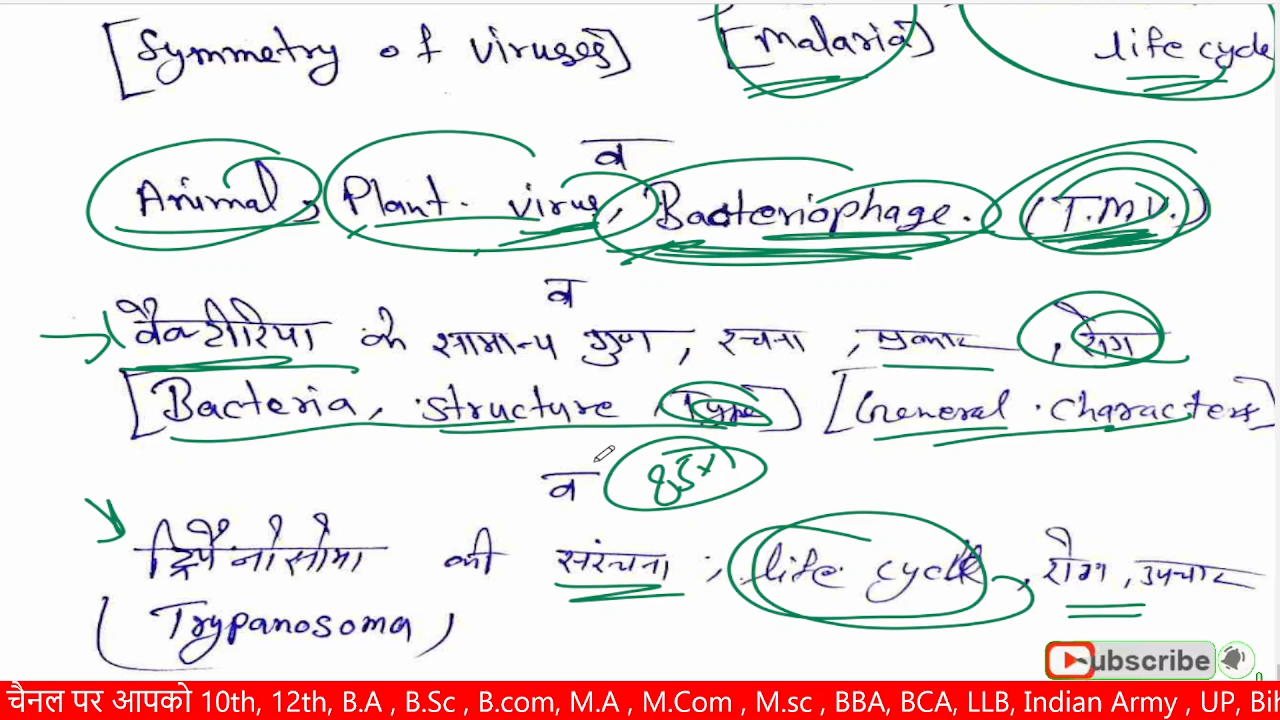 [Symmetry of viruses] [Malaria] life cycle
व
Animal, Plant. virus, Bacteriophage. (T.M.V.)
व
बैक्टीरिया के सामान्य गुण, रचना, प्रकार, रोग
[Bacteria, structure, Type] [General characters]
व 85+
ट्रिपैनोसोमा की संरचना, life cycle, रोग, उपचार
(Trypanosoma)
ubscribe
चैनल पर आपको 10th, 12th, B.A , B.Sc , B.com, M.A , M.Com , M.sc , BBA, BCA, LLB, Indian Army , UP, Bi